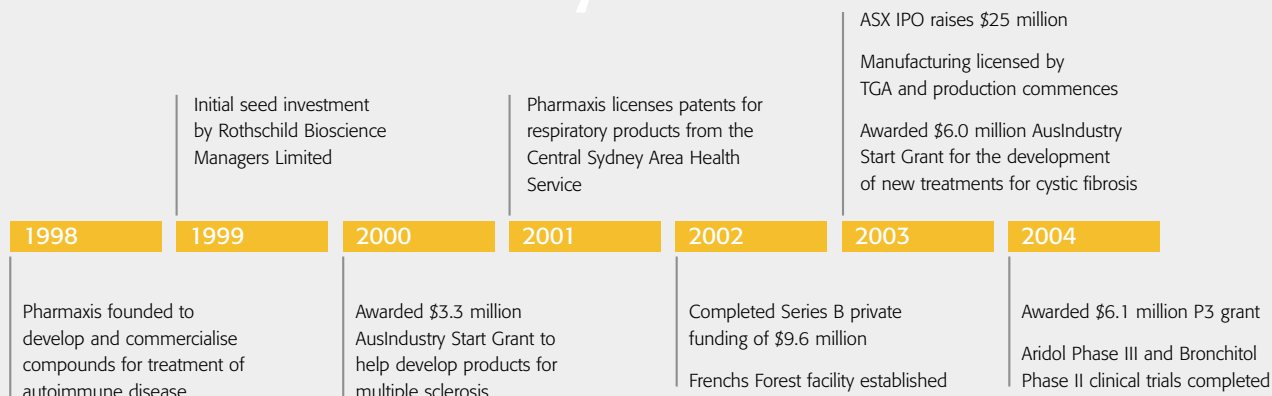 ASX IPO raises $25 million
Manufacturing licensed by
TGA and production commences
Awarded $6.0 million AusIndustry
Start Grant for the development
of new treatments for cystic fibrosis
Initial seed investment
by Rothschild Bioscience
Managers Limited
Pharmaxis licenses patents for
respiratory products from the
Central Sydney Area Health
Service
1998
1999
2000
2001
2002
2003
2004
Pharmaxis founded to
develop and commercialise
compounds for treatment of
autoimmune disease
Awarded $3.3 million
AusIndustry Start Grant to
help develop products for
multiple sclerosis
Completed Series B private
funding of $9.6 million
Frenchs Forest facility established
Awarded $6.1 million P3 grant
Aridol Phase III and Bronchitol
Phase II clinical trials completed